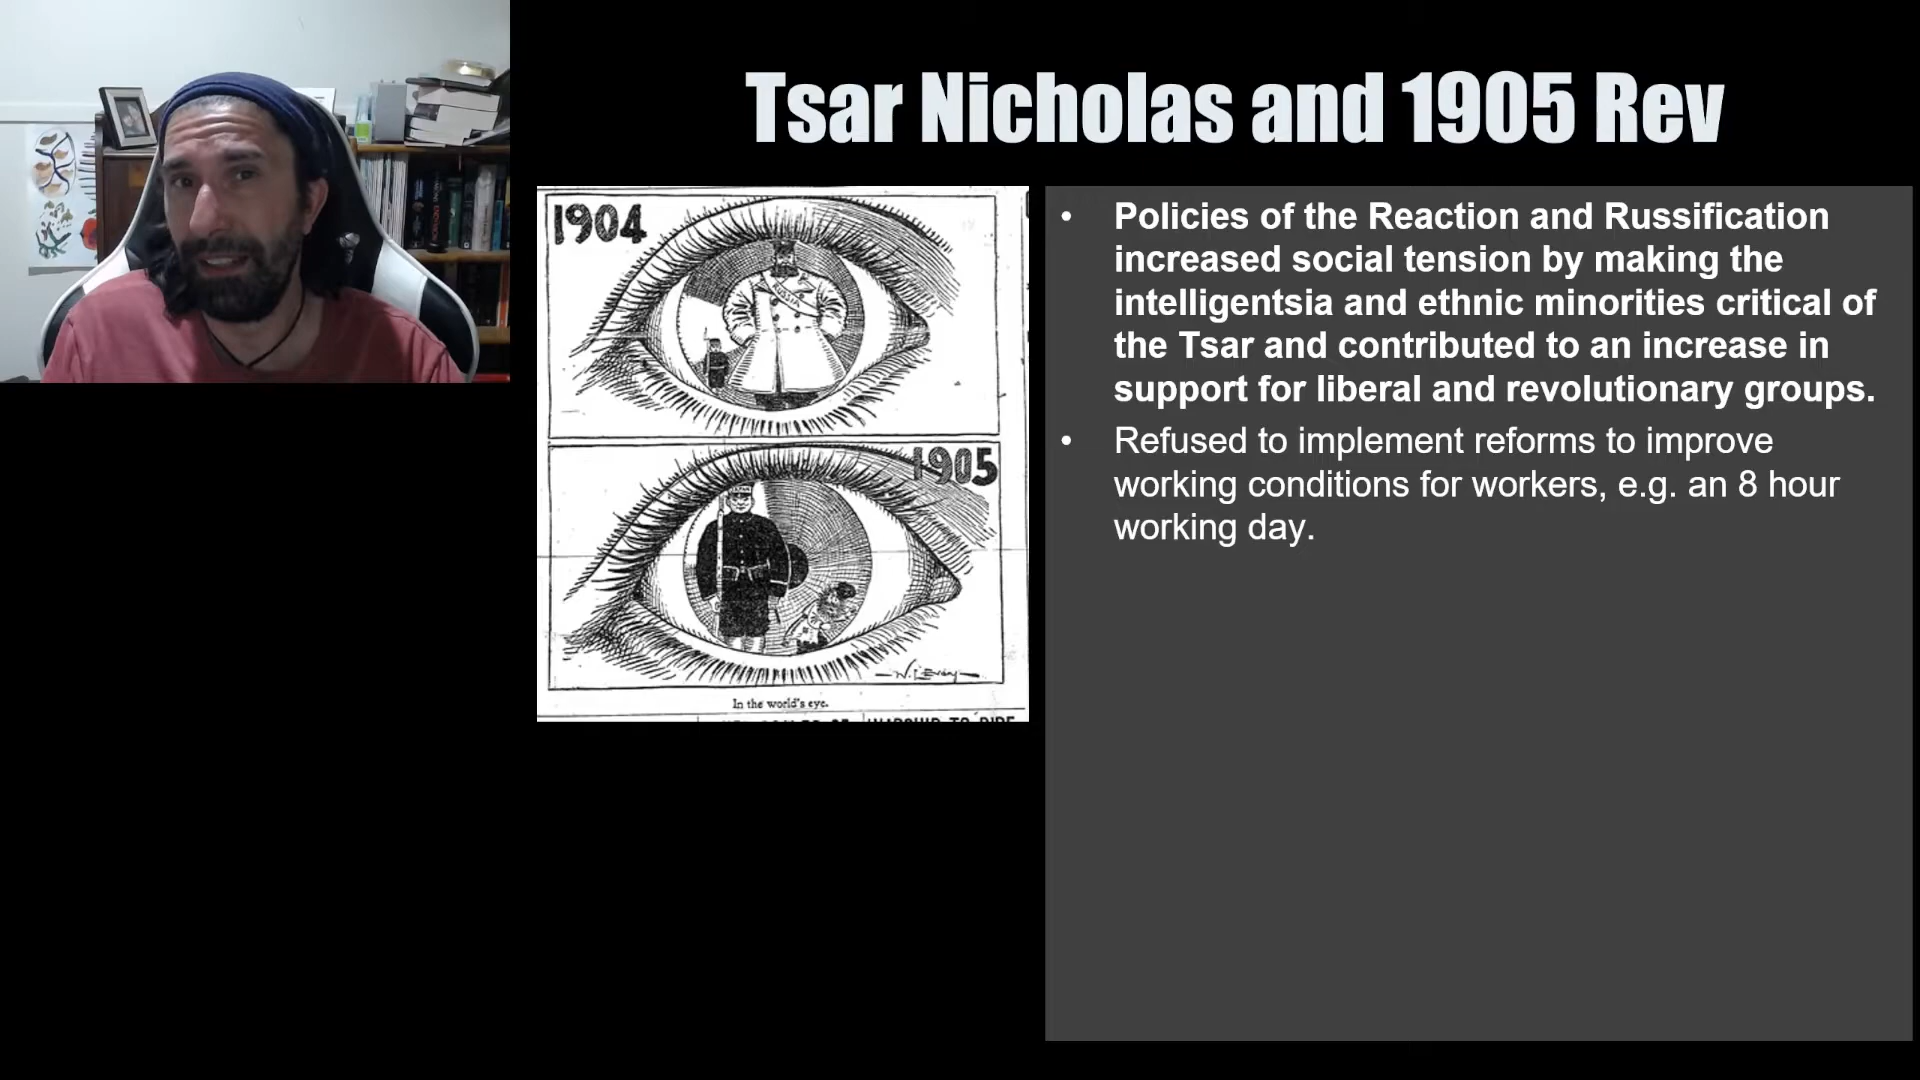 Tsar Nicholas and 1905 Rev
1904
RUSSIA
1905
In the world's eye.
• Policies of the Reaction and Russification
increased social tension by making the
intelligentsia and ethnic minorities critical of
the Tsar and contributed to an increase in
support for liberal and revolutionary groups.
• Refused to implement reforms to improve
working conditions for workers, e.g. an 8 hour
working day.